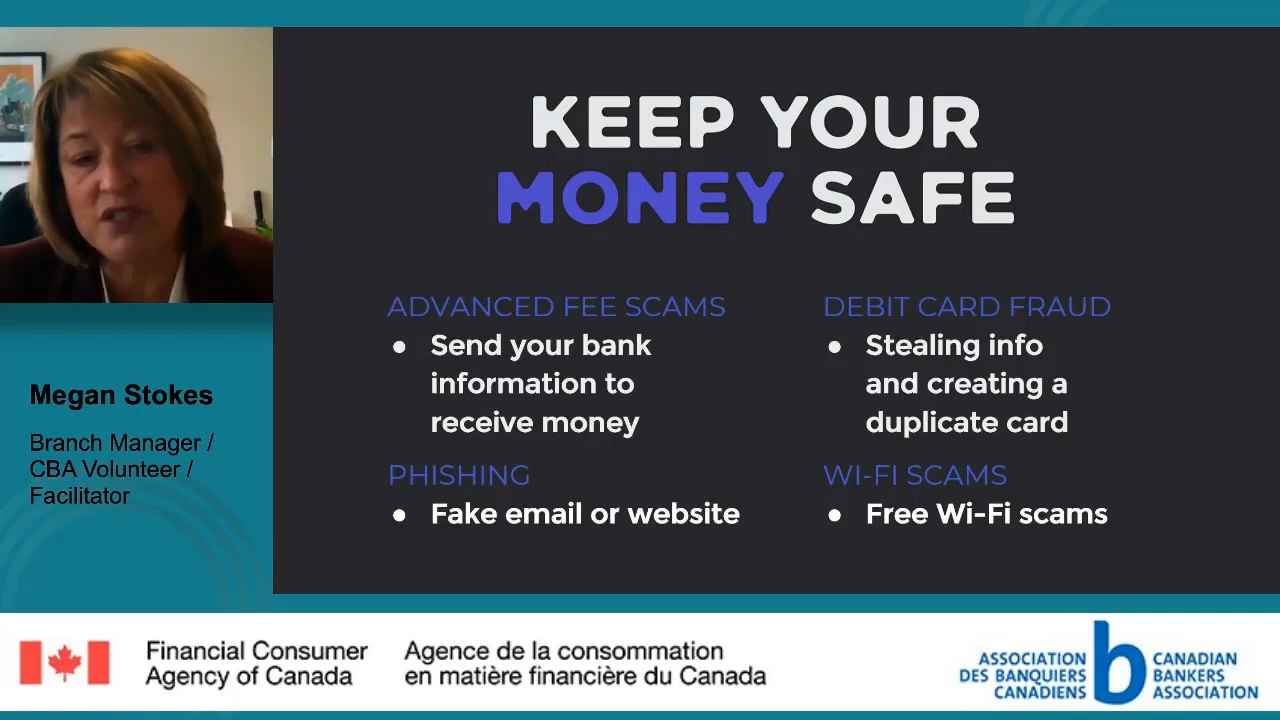 KEEP YOUR
MONEY SAFE
ADVANCED FEE SCAMS
● Send your bank
information to
receive money
PHISHING
● Fake email or website
DEBIT CARD FRAUD
● Stealing info
and creating a
duplicate card
WI-FI SCAMS
● Free Wi-Fi scams
Megan Stokes
Branch Manager /
CBA Volunteer /
Facilitator
Financial Consumer
Agency of Canada
Agence de la consommation
en matière financière du Canada
ASSOCIATION
DES BANQUIERS
CANADIENS
b
CANADIAN
BANKERS
ASSOCIATION